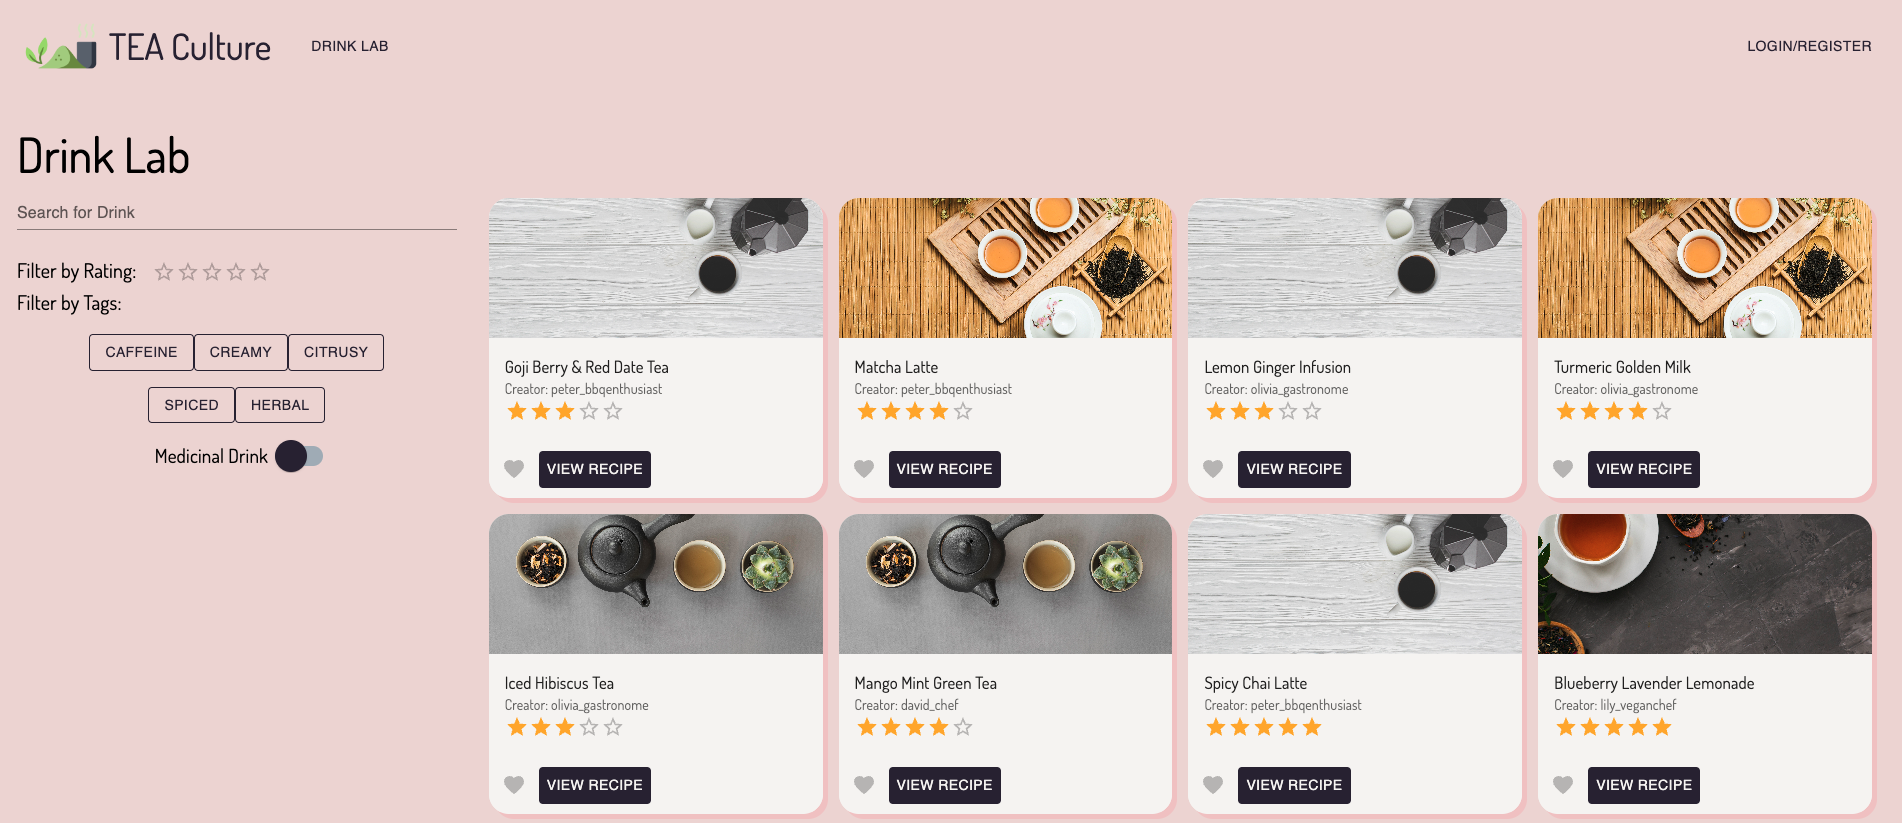 TEA Culture
DRINK LAB
LOGIN/REGISTER
Drink Lab
Search for Drink
Filter by Rating:
Filter by Tags:
CAFFEINE CREAMY CITRUSY
SPICED HERBAL
Medicinal Drink
Goji Berry & Red Date Tea
Creator: peter_bbqenthusiast
VIEW RECIPE
Matcha Latte
Creator: peter_bbqenthusiast
VIEW RECIPE
Lemon Ginger Infusion
Creator: olivia_gastronome
VIEW RECIPE
Turmeric Golden Milk
Creator: olivia_gastronome
VIEW RECIPE
Iced Hibiscus Tea
Creator: olivia_gastronome
VIEW RECIPE
Mango Mint Green Tea
Creator: david_chef
VIEW RECIPE
Spicy Chai Latte
Creator: peter_bbqenthusiast
VIEW RECIPE
Blueberry Lavender Lemonade
Creator: lily_veganchef
VIEW RECIPE